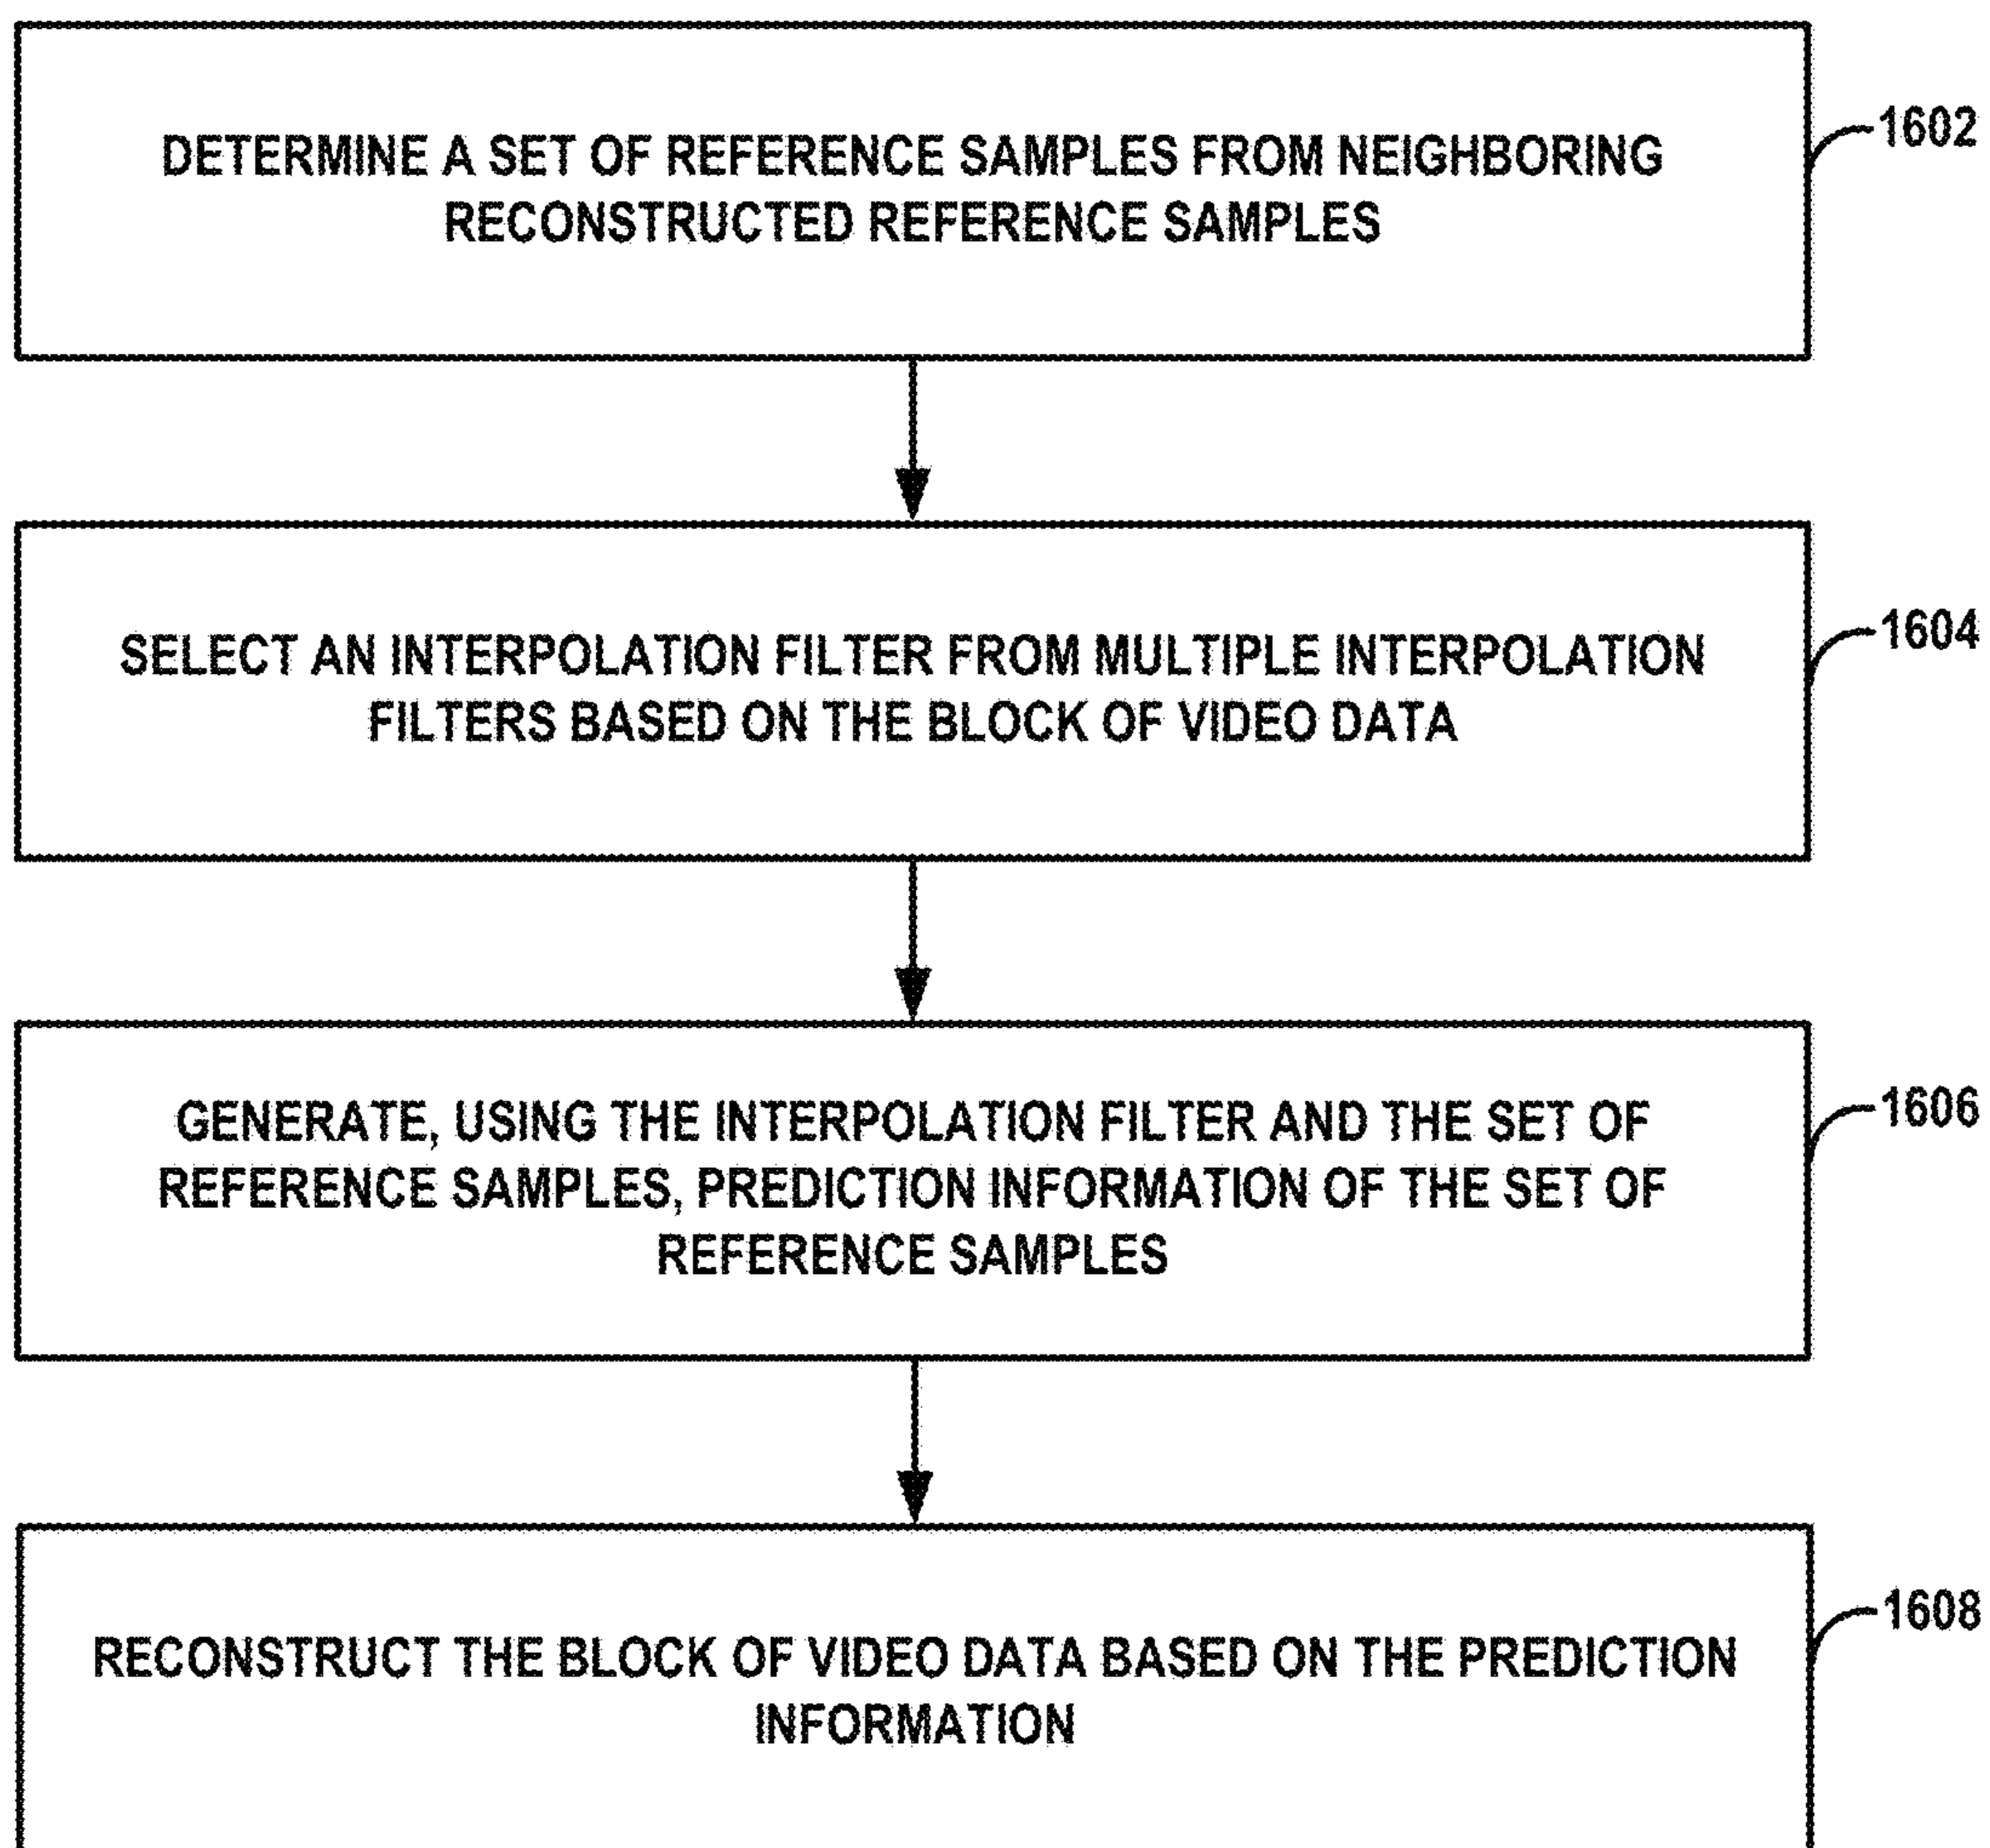 DETERMINE A SET OF REFERENCE SAMPLES FROM NEIGHBORING
RECONSTRUCTED REFERENCE SAMPLES
1602
SELECT AN INTERPOLATION FILTER FROM MULTIPLE INTERPOLATION
FILTERS BASED ON THE BLOCK OF VIDEO DATA
1604
GENERATE, USING THE INTERPOLATION FILTER AND THE SET OF
REFERENCE SAMPLES, PREDICTION INFORMATION OF THE SET OF
REFERENCE SAMPLES
1606
RECONSTRUCT THE BLOCK OF VIDEO DATA BASED ON THE PREDICTION
INFORMATION
1608